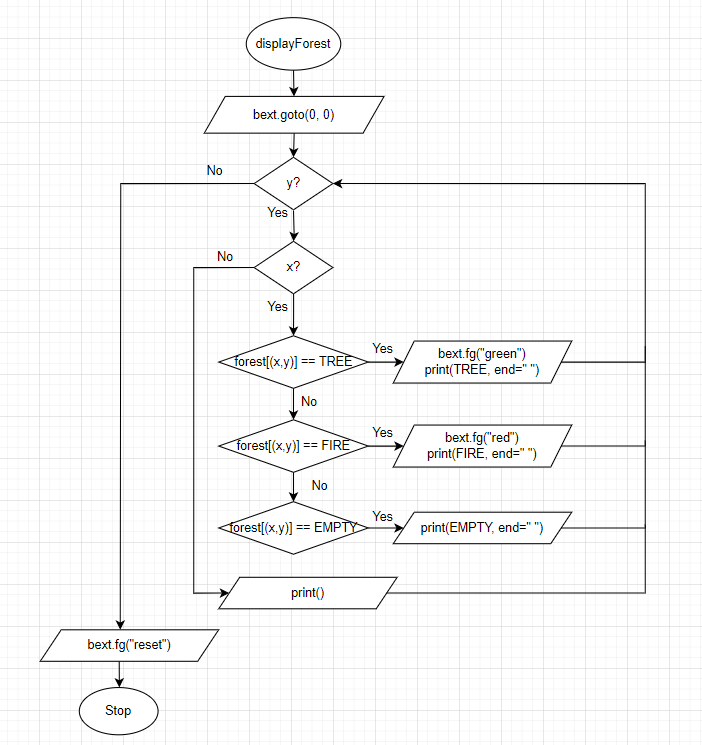 displayForest
bext.goto(0, 0)
No
y?
Yes
No
x?
Yes
forest[(x,y)] == TREE
Yes
bext.fg("green")
print(TREE, end=" ")
No
forest[(x,y)] == FIRE
Yes
bext.fg("red")
print(FIRE, end=" ")
No
forest[(x,y)] == EMPTY
Yes
print(EMPTY, end=" ")
print()
bext.fg("reset")
Stop